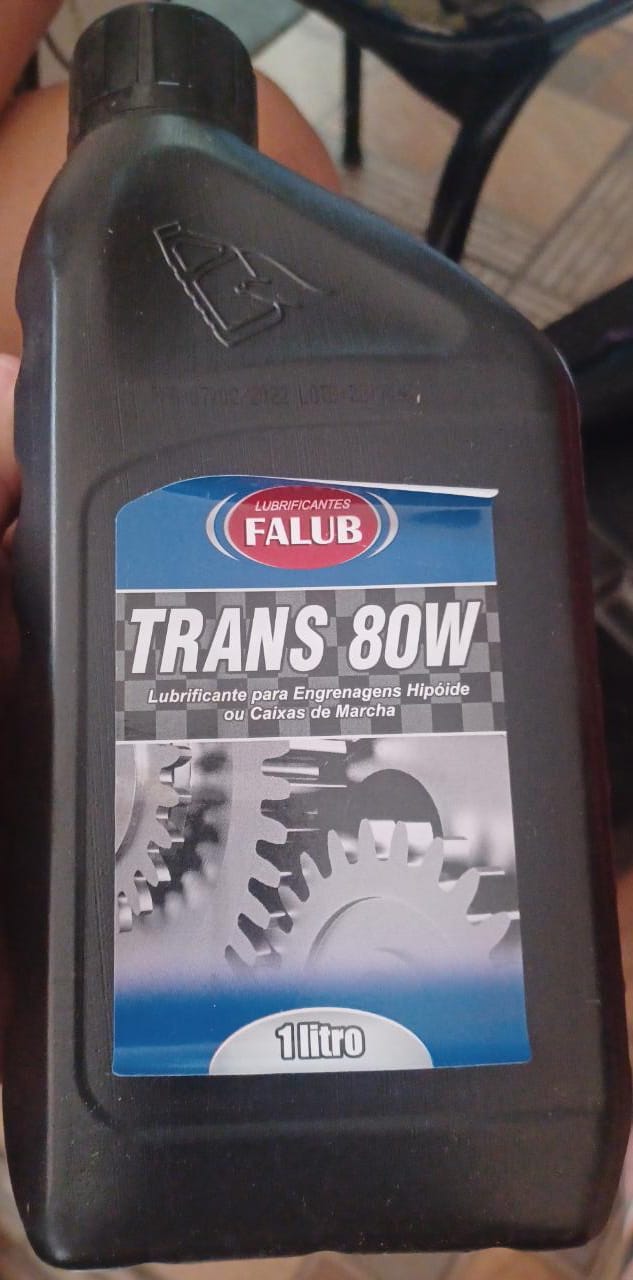 LUBRIFICANTES
FALUB
TRANS 80W
Lubrificante para Engrenagens Hipóide
ou Caixas de Marcha
1 litro